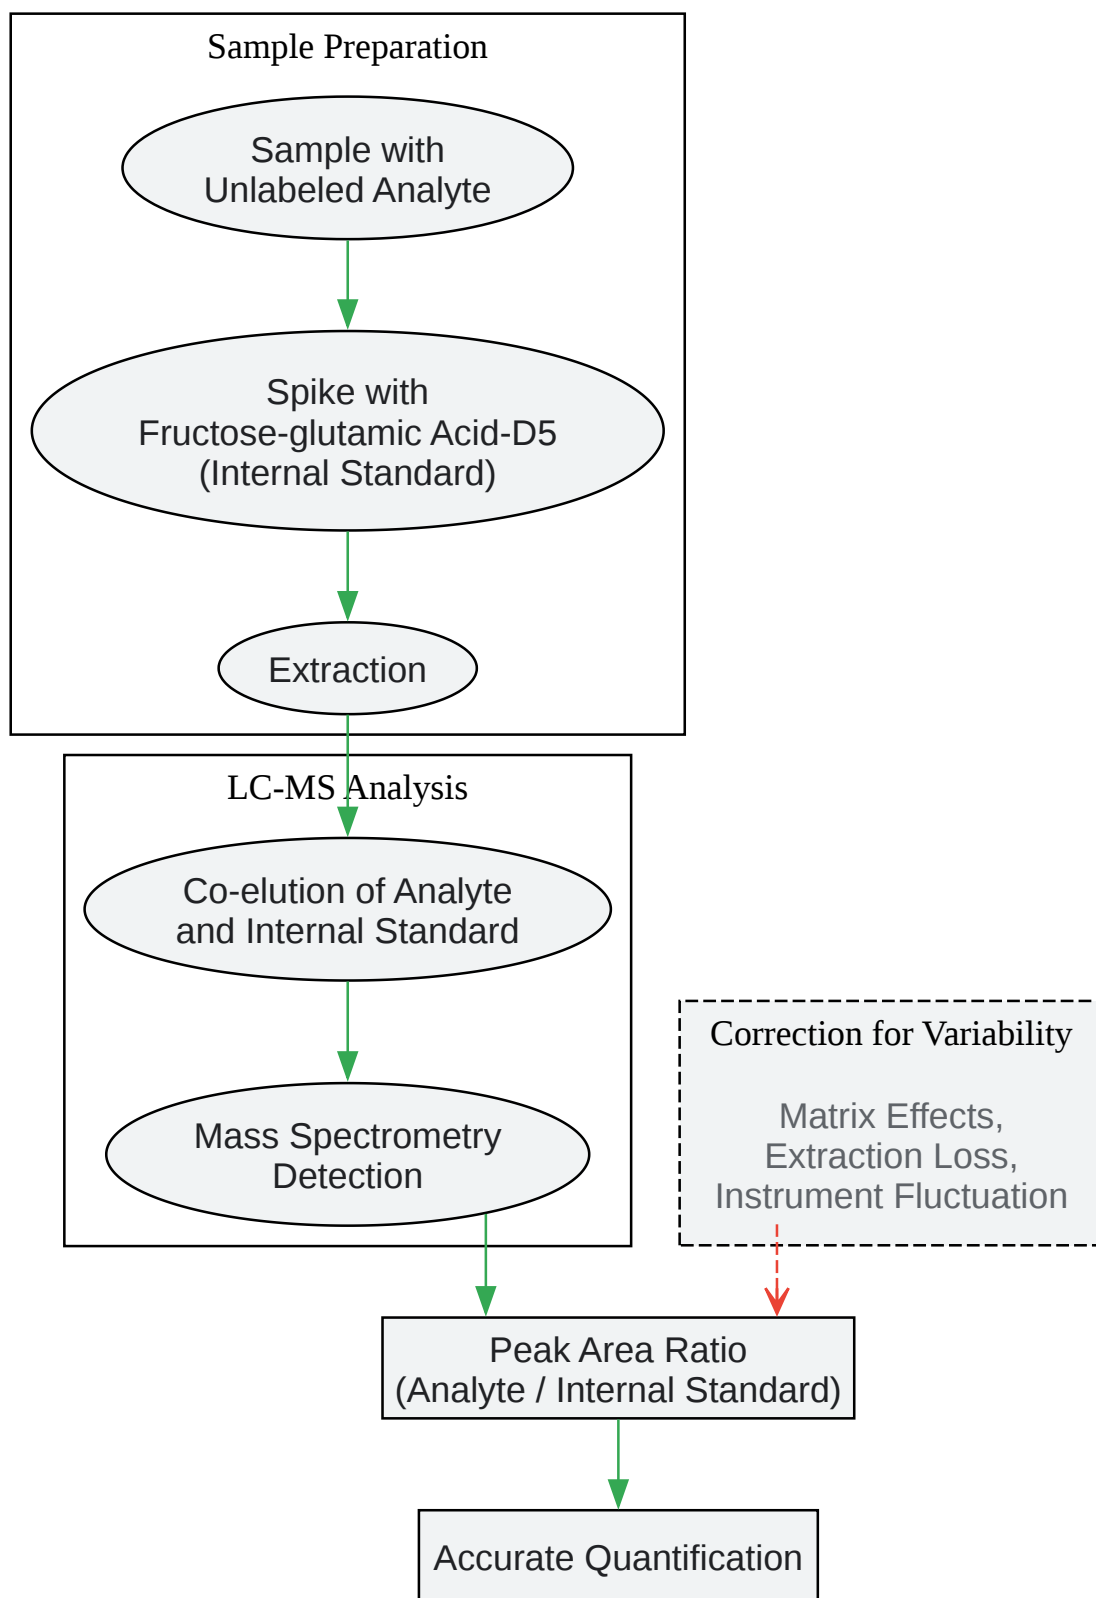 Sample Preparation
Sample with
Unlabeled Analyte
Spike with
Fructose-glutamic Acid-D5
(Internal Standard)
Extraction
LC-MS Analysis
Co-elution of Analyte
and Internal Standard
Mass Spectrometry
Detection
Correction for Variability
Matrix Effects,
Extraction Loss,
Instrument Fluctuation
Peak Area Ratio
(Analyte / Internal Standard)
Accurate Quantification